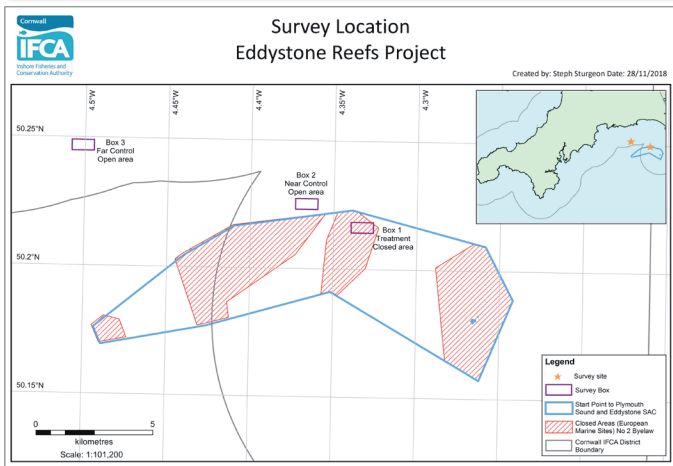 Cornwall
IFCA
Inshore Fisheries and
Conservation Authority
Survey Location
Eddystone Reefs Project
Created by: Steph Sturgeon Date: 28/11/2018
4.5°W
4.45°W
4.4°W
4.35°W
4.3°W
50.25°N
50.2°N
50.15°N
Box 3
Far Control
Open area
Box 2
Near Control
Open area
Box 1
Treatment
Closed area
0
5
kilometres
Scale: 1:101,200
Legend
Survey site
Survey Box
Start Point to Plymouth
Sound and Eddystone SAC
Closed Areas (European
Marine Sites) No 2 Byelaw
Cornwall IFCA District
Boundary